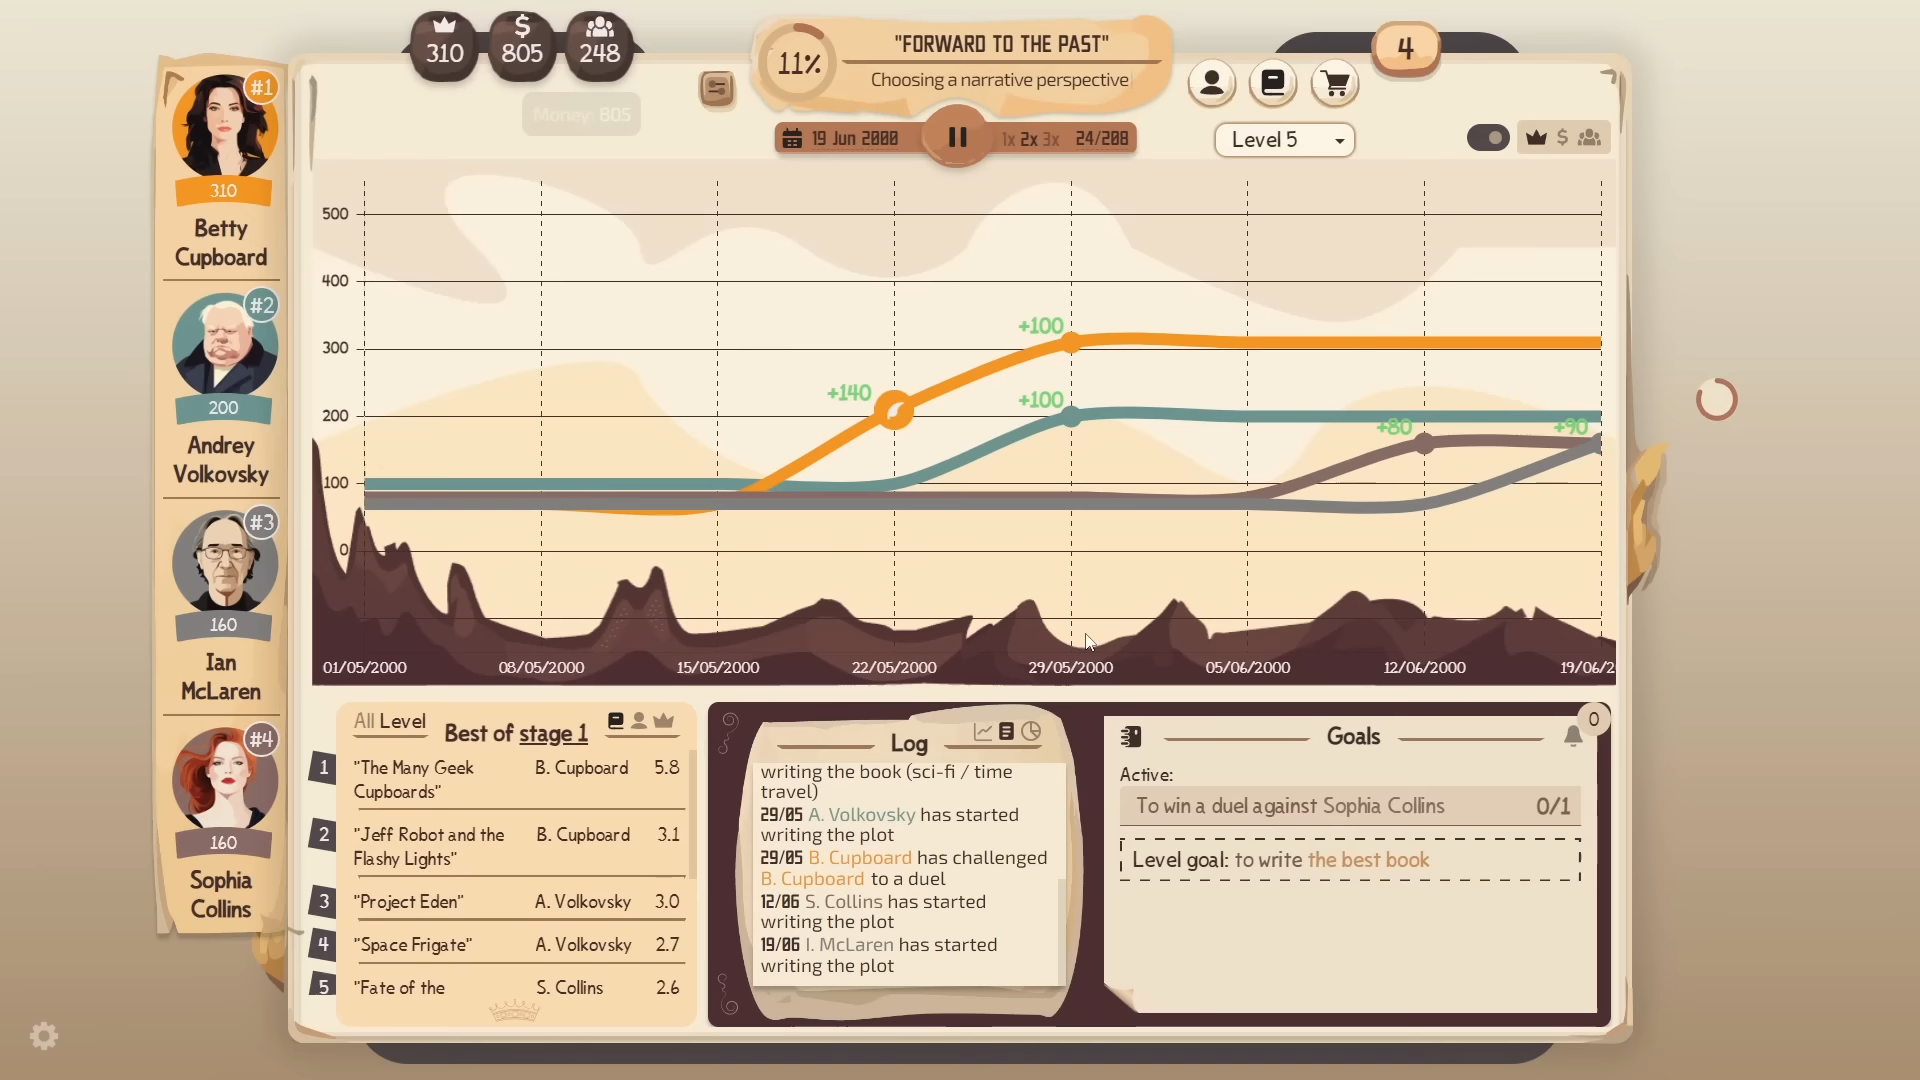 310
805
248
Money: 805
11%
"FORWARD TO THE PAST"
Choosing a narrative perspective
4
19 Jun 2000
1x 2x 3x
24/208
Level 5
$
#1
310
Betty
Cupboard
#2
200
Andrey
Volkovsky
#3
160
Ian
McLaren
#4
160
Sophia
Collins
500
400
300
200
100
0
+140
+100
+100
+80
+90
01/05/2000
08/05/2000
15/05/2000
22/05/2000
29/05/2000
05/06/2000
12/06/2000
19/06/2
All Level
Best of stage 1
1 "The Many Geek B. Cupboard 5.8
Cupboards"
2 "Jeff Robot and the B. Cupboard 3.1
Flashy Lights"
3 "Project Eden" A. Volkovsky 3.0
4 "Space Frigate" A. Volkovsky 2.7
5 "Fate of the S. Collins 2.6
Log
writing the book (sci-fi / time
travel)
29/05 A. Volkovsky has started
writing the plot
29/05 B. Cupboard has challenged
B. Cupboard to a duel
12/06 S. Collins has started
writing the plot
19/06 I. McLaren has started
writing the plot
Goals
0
Active:
To win a duel against Sophia Collins 0/1
Level goal: to write the best book